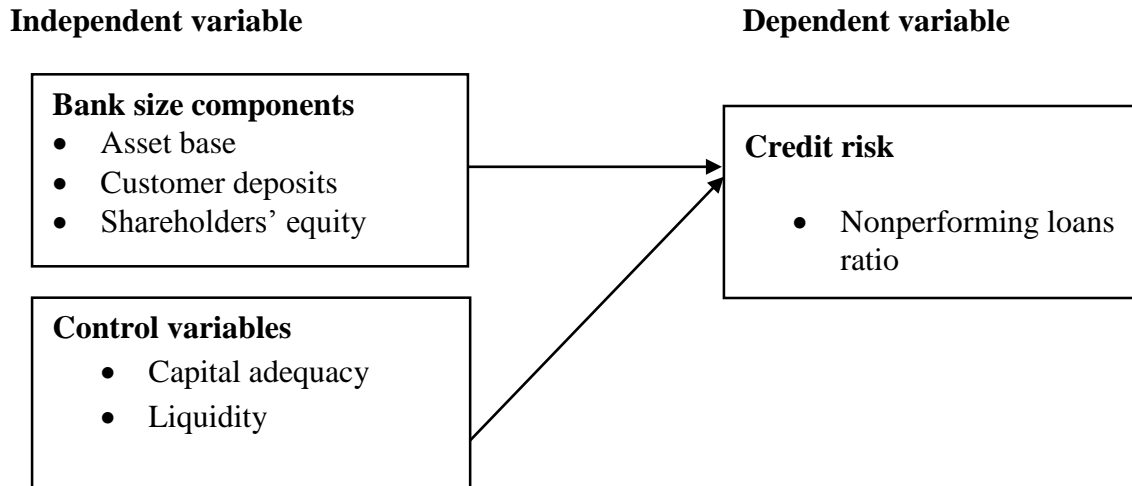 Independent variable
Dependent variable
Bank size components
• Asset base
• Customer deposits
• Shareholders’ equity
Credit risk
• Nonperforming loans
ratio
Control variables
• Capital adequacy
• Liquidity